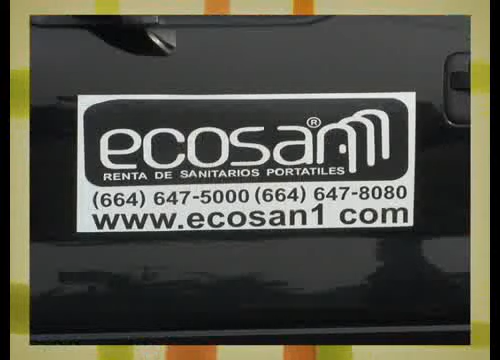 ecosan®
RENTA DE SANITARIOS PORTATILES
(664) 647-5000 (664) 647-8080
www.ecosan1 com